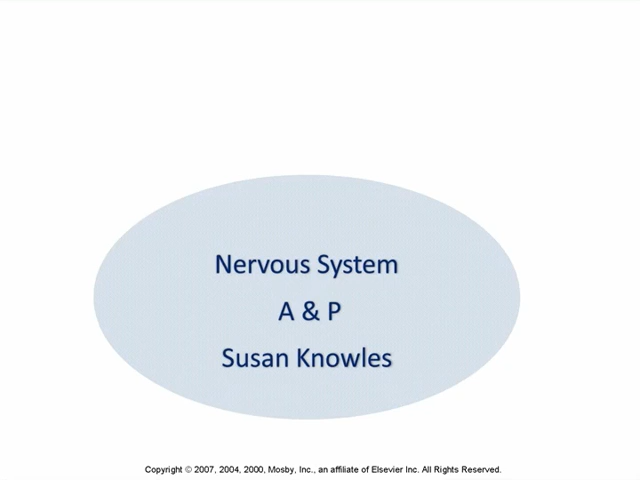 Nervous System
A & P
Susan Knowles
Copyright © 2007, 2004, 2000, Mosby, Inc., an affiliate of Elsevier Inc. All Rights Reserved.